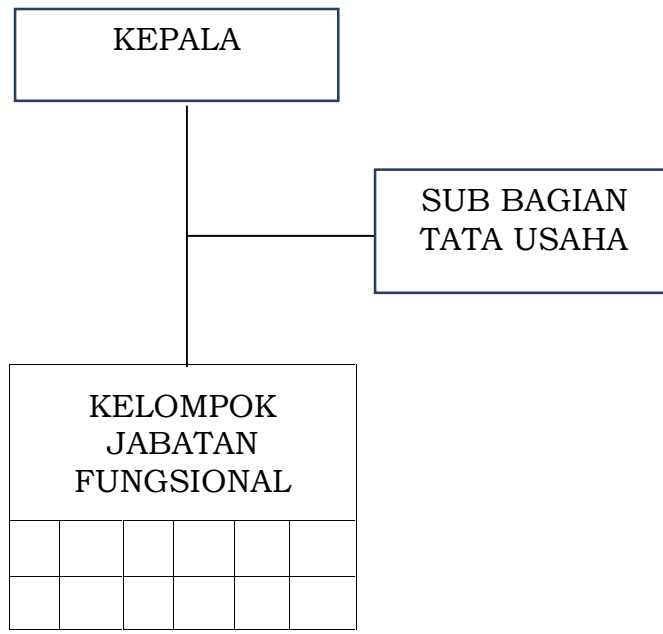 KEPALA
SUB BAGIAN
TATA USAHA
KELOMPOK
JABATAN
FUNGSIONAL